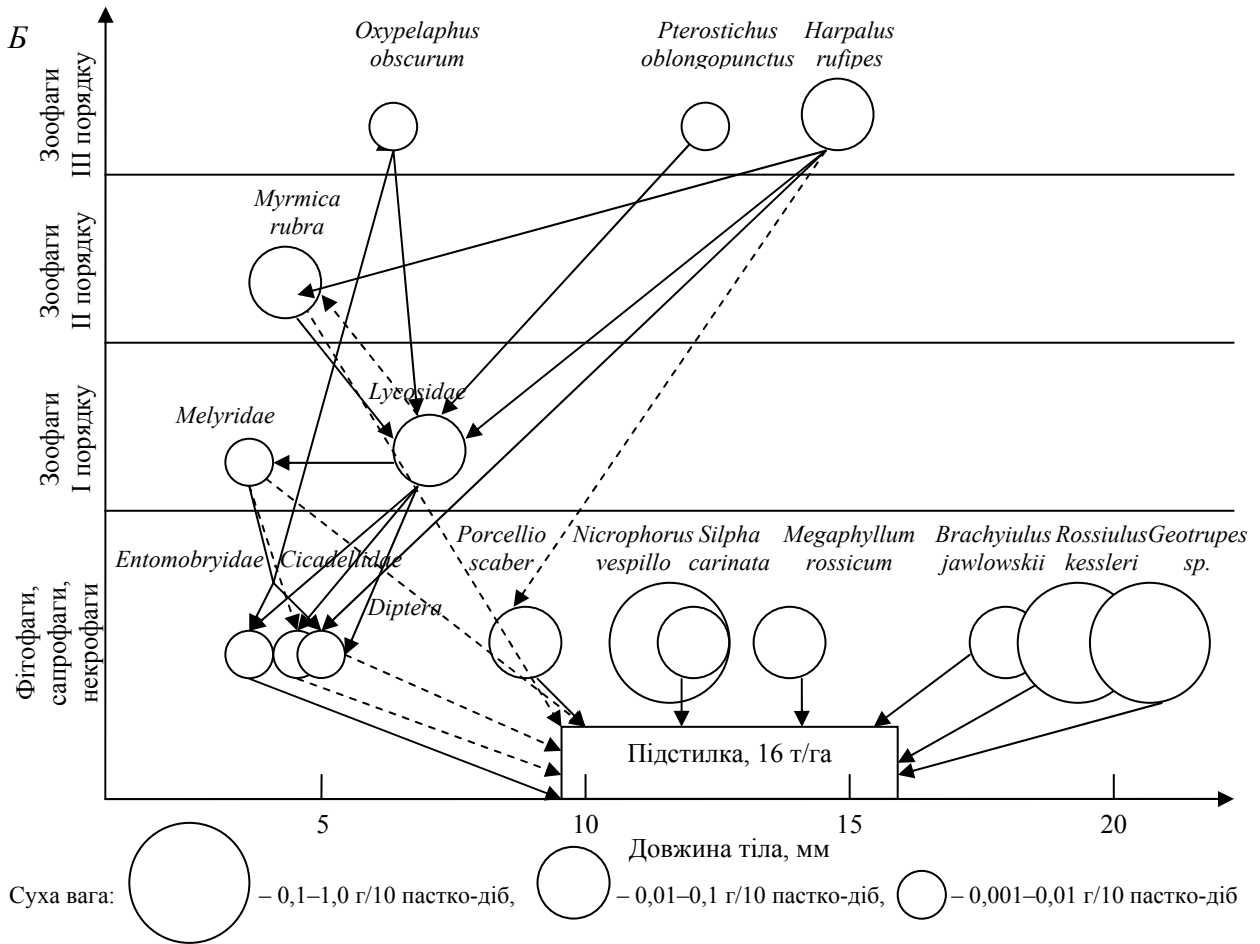 Б
Oxypelaphus
obscurum
Pterostichus
oblongopunctus
Harpalus
rufipes
Зоофаги
III порядку
Myrmica
rubra
Зоофаги
II порядку
Lycosidae
Melyridae
Зоофаги
I порядку
Entomobryidae
Cicadellidae
Diptera
Porcellio
scaber
Nicrophorus
vespillo
Silpha
carinata
Megaphyllum
rossicum
Brachyiulus
jawlowskii
Rossiulus
kessleri
Geotrupes
sp.
Фітофаги,
сапрофаги,
некрофаги
Підстилка, 16 т/га
5
10
15
20
Довжина тіла, мм
Суха вага: – 0,1–1,0 г/10 пастко-діб, – 0,01–0,1 г/10 пастко-діб, – 0,001–0,01 г/10 пастко-діб